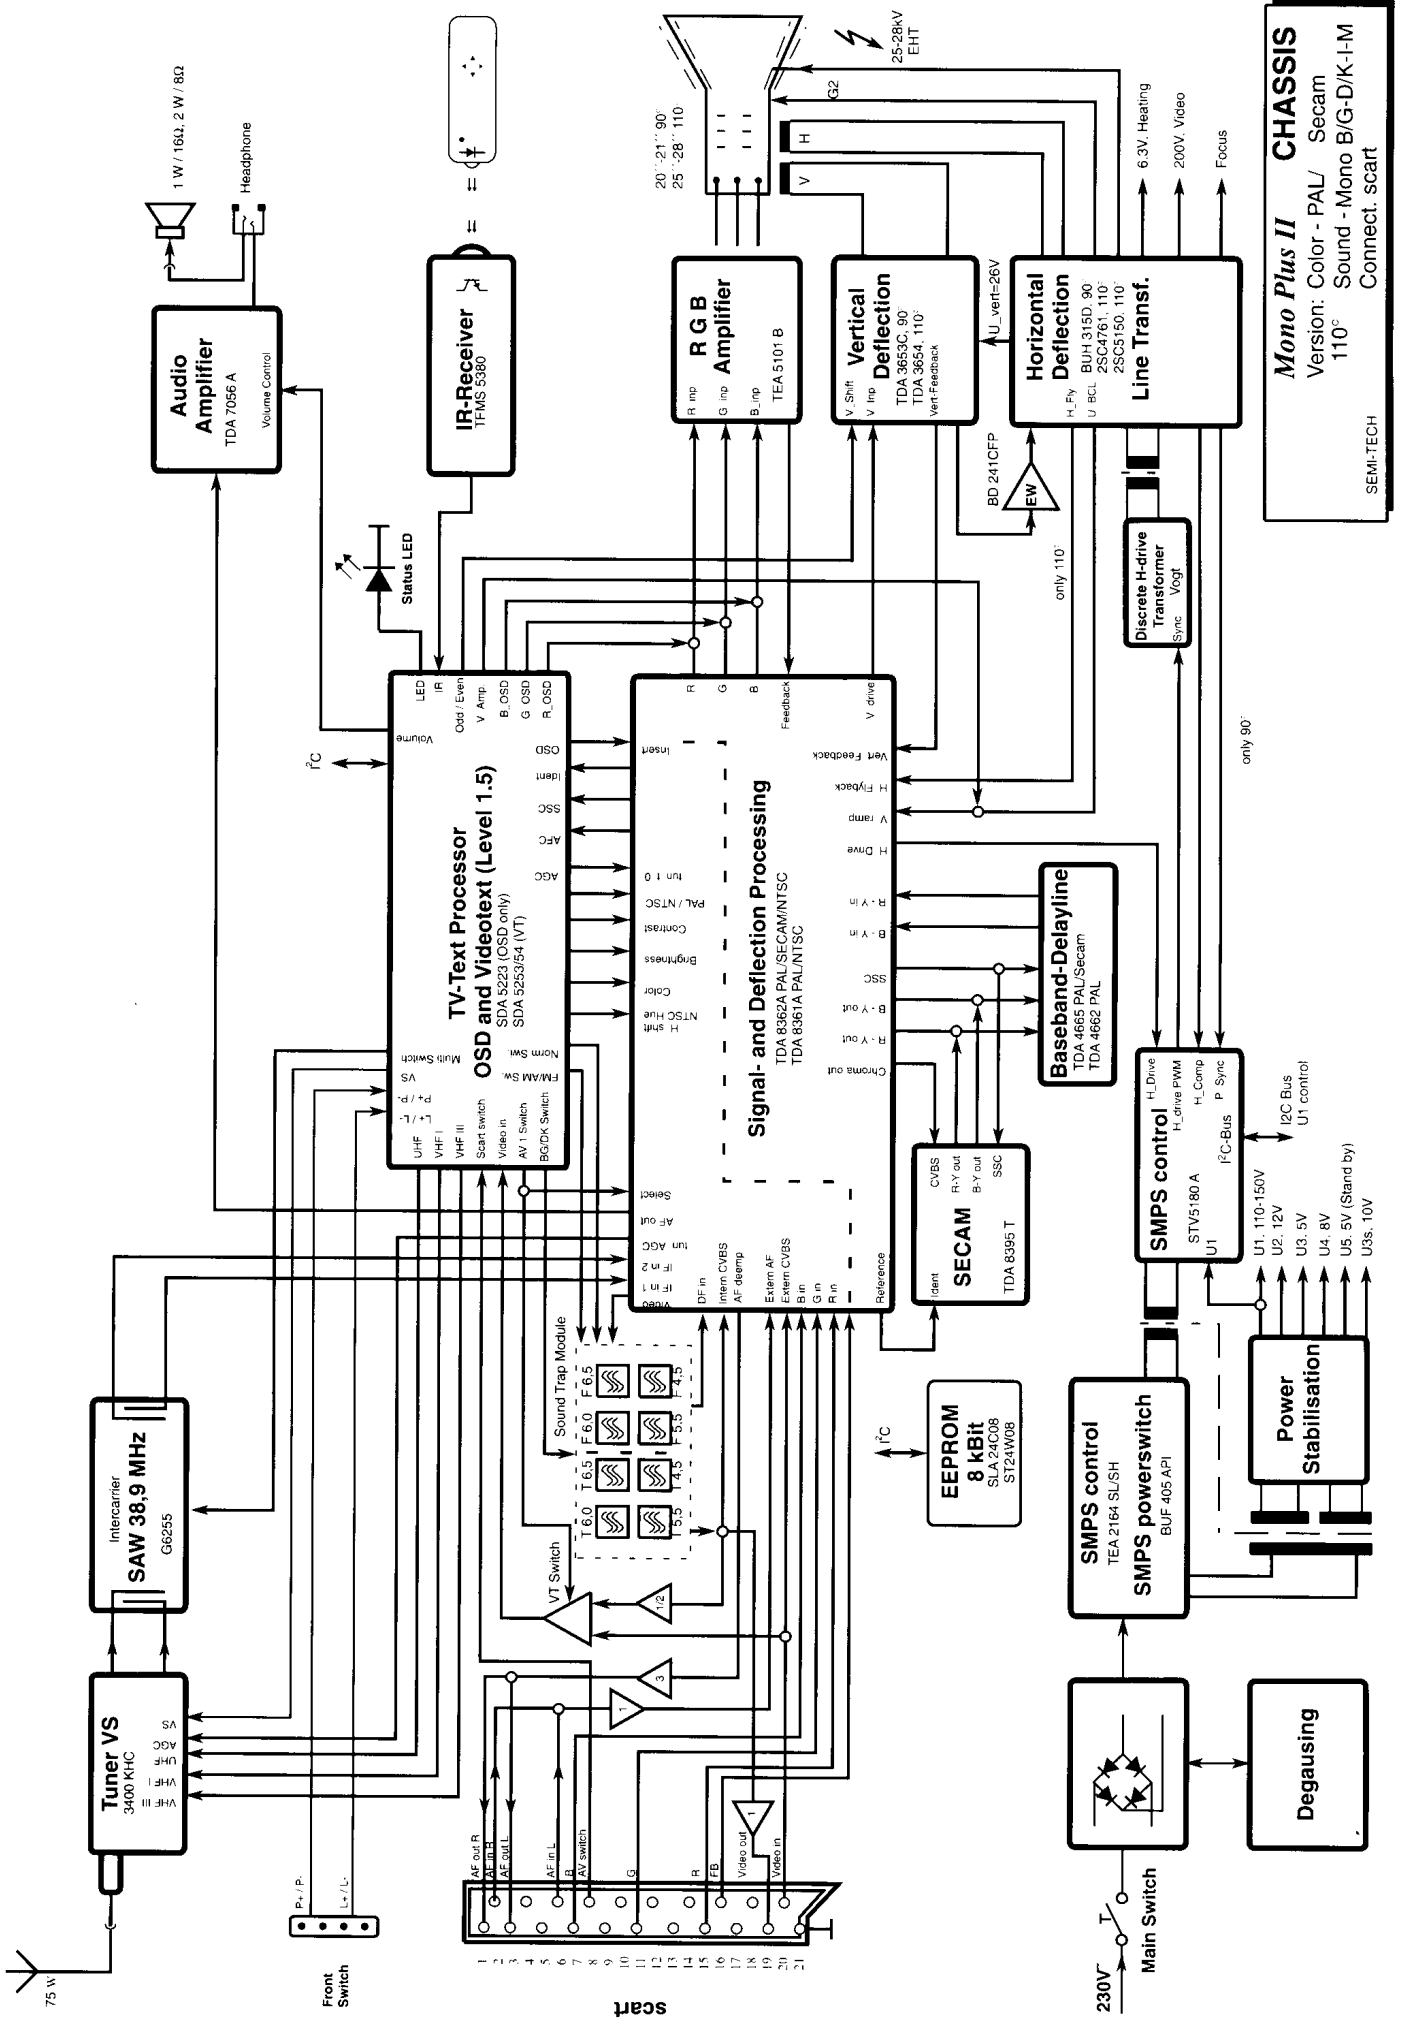 Mono Plus II CHASSIS
Version: Color - PAL/ Secam
110° Sound - Mono B/G-D/K-I-M
Connect. scart
SEMI-TECH
75 W
Tuner VS
3400 KHC
VS
AGC
UHF
VHF I
VHF III
Intercarrier
SAW 38,9 MHz
G6255
Audio
Amplifier
TDA 7056 A
Volume Control
1 W / 16Ω, 2 W / 8Ω
Headphone
Front
Switch
P+ / P-
L+ / L-
I²C
Status LED
IR-Receiver
TFMS 5380
TV-Text Processor
OSD and Videotext (Level 1.5)
SDA 5223 (OSD only)
SDA 5253/54 (VT)
Multi Switch
VS
P+ / P-
L+ / L-
UHF
VHF I
VHF III
Scart switch
Video in
AV 1 Switch
BG/DK Switch
FM/AM Sw.
Norm Sw.
Volume
LED
IR
Odd / Even
V Amp.
B_OSD
G_OSD
R_OSD
OSD
Ident
SSC
AFC
AGC
Signal- and Deflection Processing
TDA 8362A PAL/SECAM/NTSC
TDA 8361A PAL/NTSC
Insert
tun 1.0
PAL / NTSC
Contrast
Brightness
Color
NTSC Hue
H shift
Select
AF out
tun AGC
IF in 2
IF in 1
Video
DF in
Intern CVBS
AF deemp
Extern AF
Extern CVBS
B in
G in
R in
Reference
R
G
B
Feedback
V_drive
Vert Feedback
H Flyback
V ramp
H Drive
R - Y in
B - Y in
SSC
B - Y out
R - Y out
Chroma out
Sound Trap Module
T 6,0
T 6,5
F 6,0
F 6,5
T 5,5
T 4,5
F 5,5
F 4,5
VT Switch
1/2
3
1
1
scart
1
2
3
4
5
6
7
8
9
10
11
12
13
14
15
16
17
18
19
20
21
AF out R
AF in R
AF out L
AF in L
B
AV switch
G
R
FB
Video out
Video in
R G B
Amplifier
TEA 5101 B
R inp
G_inp
B_inp
20´´-21´´ 90°
25´´-28´´ 110°
25-28kV
EHT
G2
H
V
Vertical
Deflection
TDA 3653C, 90°
TDA 3654, 110°
V_Shift
V Inp
Vert-Feedback
U_vert=26V
Horizontal
Deflection
BUH 315D, 90°
2SC4761, 110°
2SC5150, 110°
Line Transf.
H_Fly
U_BCL
6.3V. Heating
200V. Video
Focus
BD 241CFP
EW
only 110°
only 90°
Discrete H-drive
Transformer
Sync Vogt
Baseband-Delayline
TDA 4665 PAL/Secam
TDA 4662 PAL
SECAM
TDA 8395 T
CVBS
R-Y out
B-Y out
SSC
Ident
EEPROM
8 kBit
SLA 24C08
ST24W08
I²C
SMPS control
STV5180 A
H_Drive
H_drive PWM
H_Comp
P_Sync
I²C-Bus
U1
I2C Bus
U1 control
U1. 110-150V
U2. 12V
U3. 5V
U4. 8V
U5. 5V (Stand by)
U3s. 10V
SMPS control
TEA 2164 SL/SH
SMPS powerswitch
BUF 405 API
Power
Stabilisation
Degausing
230V~
Main Switch
T